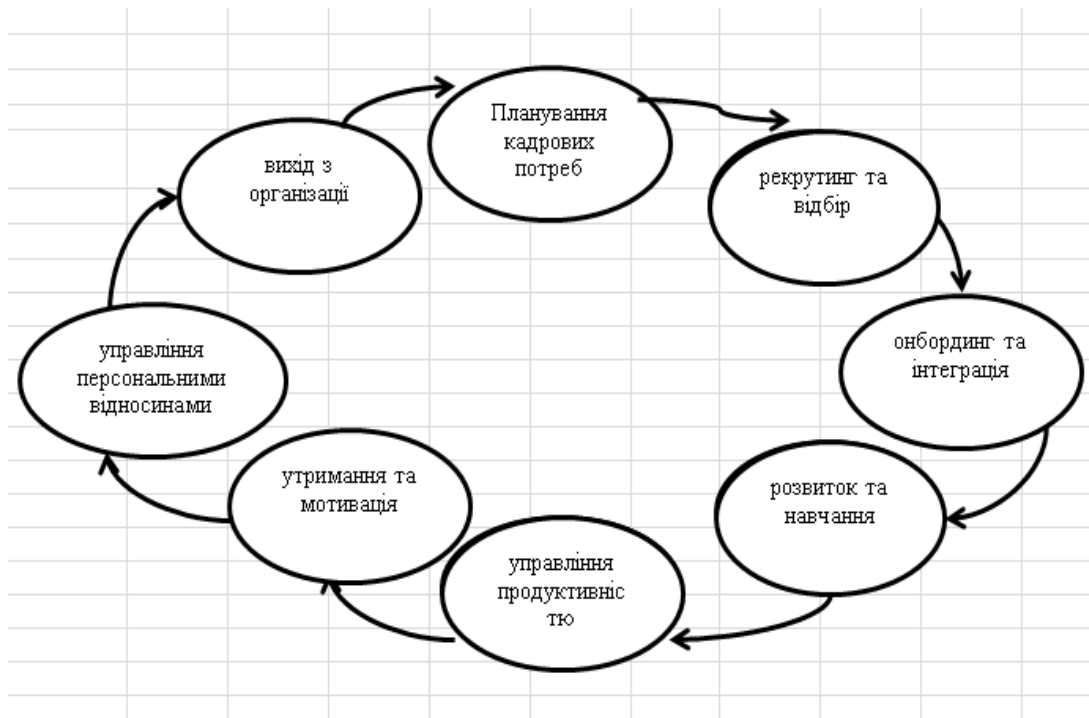 Планування
кадрових
потреб
рекрутинг та
відбір
онбординг та
інтеграція
розвиток та
навчання
управління
продуктивніс
тю
утримання та
мотивація
управління
персональними
відносинами
вихід з
організації